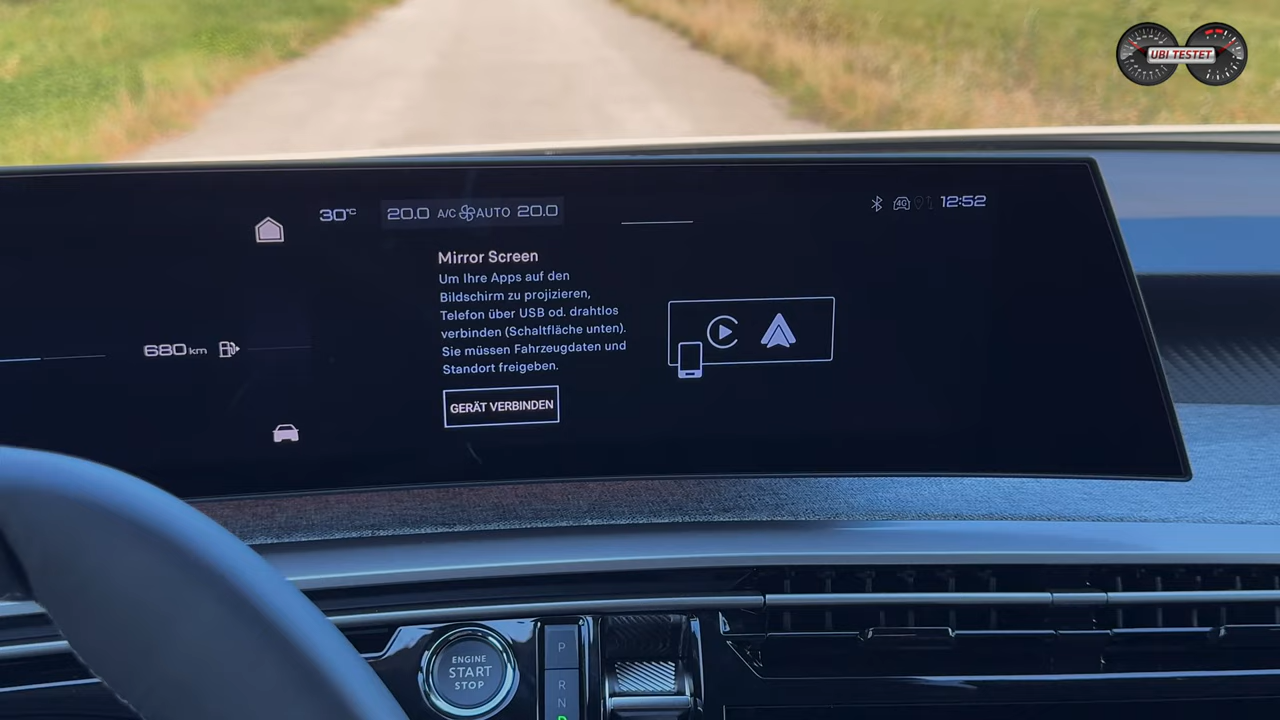 UBI TESTET
30°C
20.0 A/C AUTO 20.0
4G
12:52
Mirror Screen
Um Ihre Apps auf den
Bildschirm zu projizieren,
Telefon über USB od. drahtlos
verbinden (Schaltfläche unten).
Sie müssen Fahrzeugdaten und
Standort freigeben.
GERÄT VERBINDEN
680 km
ENGINE
START
STOP
P
R
N
D